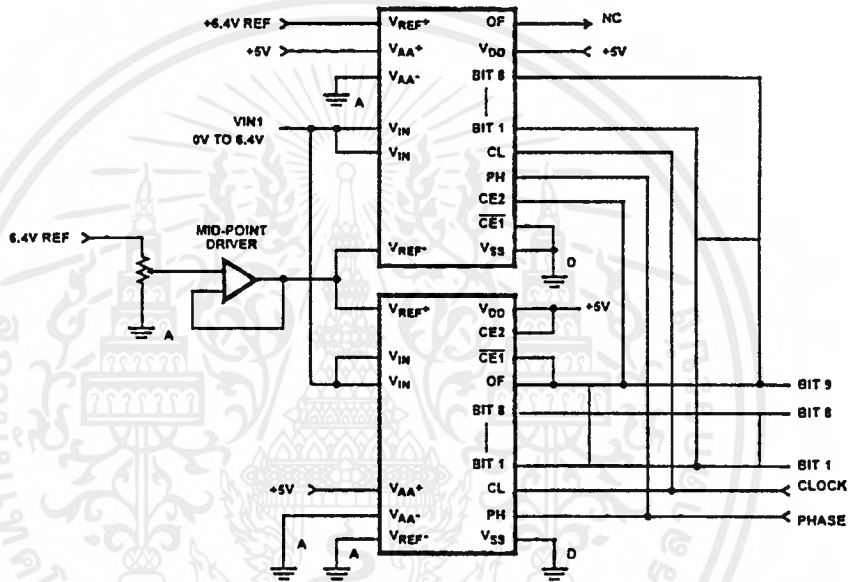 +6.4V REF
+5V
A
VIN1
0V TO 6.4V
6.4V REF
MID-POINT
DRIVER
A
VREF+
VAA+
VAA-
VIN
VIN
VREF-
OF
VDD
BIT 8
BIT 1
CL
PH
CE2
CE1
VSS
NC
+5V
D
VREF+
VIN
VIN
VAA+
VAA-
VREF-
VDD
CE2
CE1
OF
BIT 8
BIT 1
CL
PH
VSS
+5V
+5V
A
A
D
BIT 9
BIT 8
BIT 1
CLOCK
PHASE